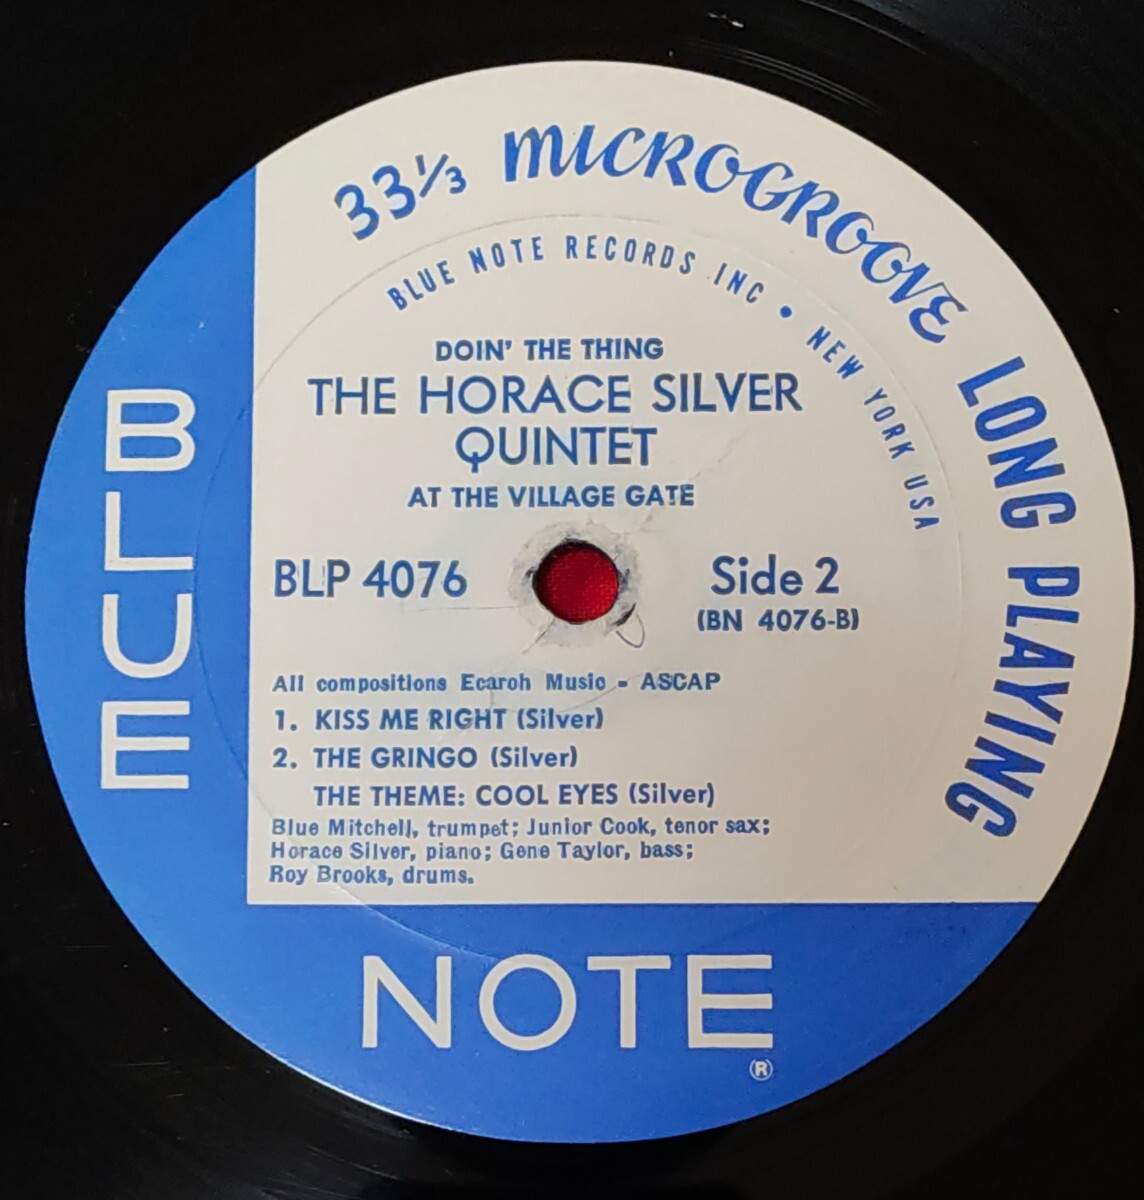 33⅓ MICROGROOVE LONG PLAYING
BLUE NOTE RECORDS INC • NEW YORK USA
DOIN' THE THING
THE HORACE SILVER
QUINTET
AT THE VILLAGE GATE
BLP 4076
Side 2
(BN 4076-B)
All compositions Ecaroh Music - ASCAP
1. KISS ME RIGHT (Silver)
2. THE GRINGO (Silver)
THE THEME: COOL EYES (Silver)
Blue Mitchell, trumpet; Junior Cook, tenor sax;
Horace Silver, piano; Gene Taylor, bass;
Roy Brooks, drums.
BLUE
NOTE
®